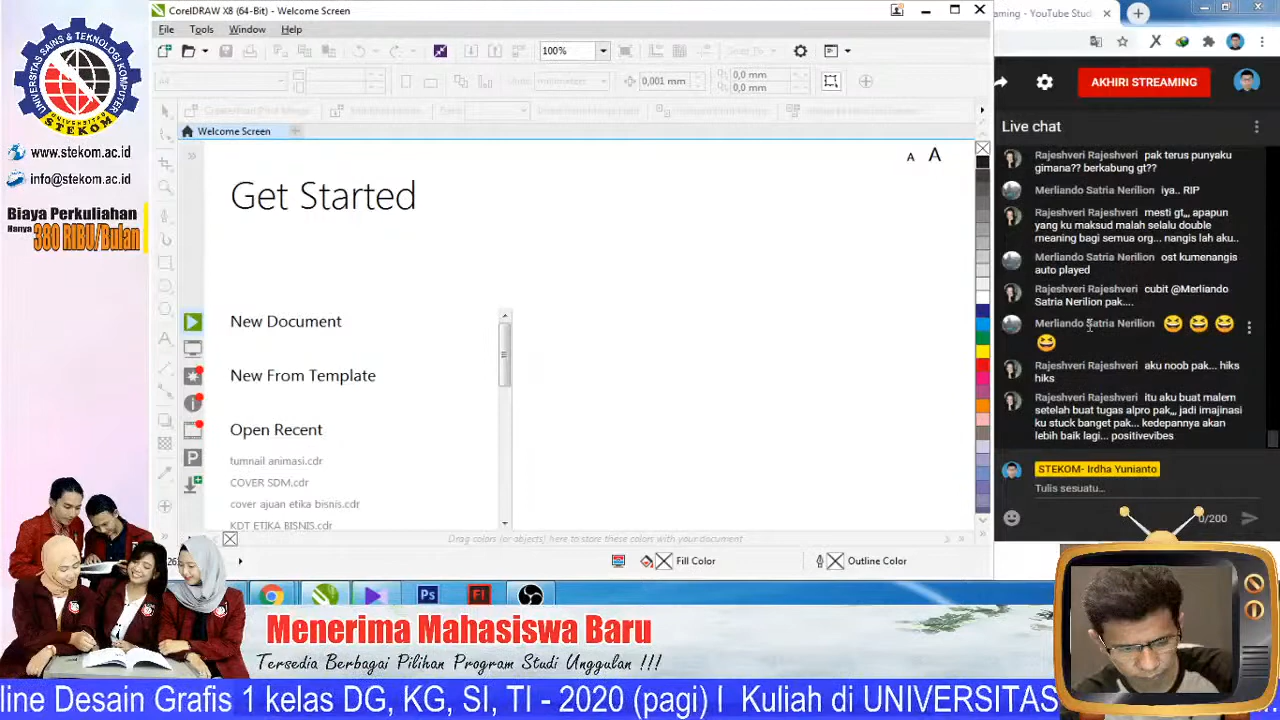 UNIVERSITAS SAINS & TEKNOLOGI KOMPUTER
UNIVERSITAS
STEKOM
www.stekom.ac.id
info@stekom.ac.id
Biaya Perkuliahan
Hanya
380 RIBU/Bulan
CorelDRAW X8 (64-Bit) - Welcome Screen
File Tools Window Help
100%
A4
0,001 mm
0,0 mm
0,0 mm
Welcome Screen
A A
Get Started
New Document
New From Template
Open Recent
tumnail animasi.cdr
COVER SDM.cdr
cover ajuan etika bisnis.cdr
KDT ETIKA BISNIS.cdr
Drag colors (or objects) here to store these colors with your document
Fill Color
Outline Color
aming - YouTube Stud
AKHIRI STREAMING
Live chat
Rajeshveri Rajeshveri pak terus punyaku
gimana?? berkabung gt??
Merliando Satria Nerilion iya.. RIP
Rajeshveri Rajeshveri mesti gt,,, apapun
yang ku maksud malah selalu double
meaning bagi semua org... nangis lah aku..
Merliando Satria Nerilion ost kumenangis
auto played
Rajeshveri Rajeshveri cubit @Merliando
Satria Nerilion pak....
Merliando Satria Nerilion 😆 😆 😆
😆
Rajeshveri Rajeshveri aku noob pak... hiks
hiks
Rajeshveri Rajeshveri itu aku buat malem
setelah buat tugas alpro pak,,, jadi imajinasi
ku stuck banget pak... kedepannya akan
lebih baik lagi... positivevibes
STEKOM- Irdha Yunianto
Tulis sesuatu...
0/200
Ps
Fl
Menerima Mahasiswa Baru
Tersedia Berbagai Pilihan Program Studi Unggulan !!!
line Desain Grafis 1 kelas DG, KG, SI, TI - 2020 (pagi) I Kuliah di UNIVERSITAS